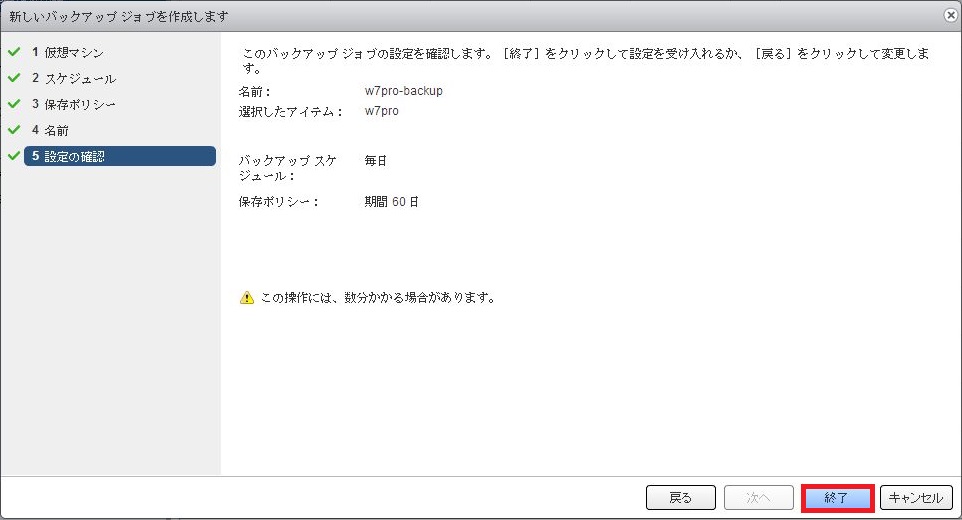 新しいバックアップ ジョブを作成します
1 仮想マシン
2 スケジュール
3 保存ポリシー
4 名前
5 設定の確認
このバックアップ ジョブの設定を確認します。［終了］をクリックして設定を受け入れるか、［戻る］をクリックして変更しま
す。
名前： w7pro-backup
選択したアイテム： w7pro
バックアップ スケ 毎日
ジュール：
保存ポリシー： 期間 60 日
この操作には、数分かかる場合があります。
戻る 次へ 終了 キャンセル